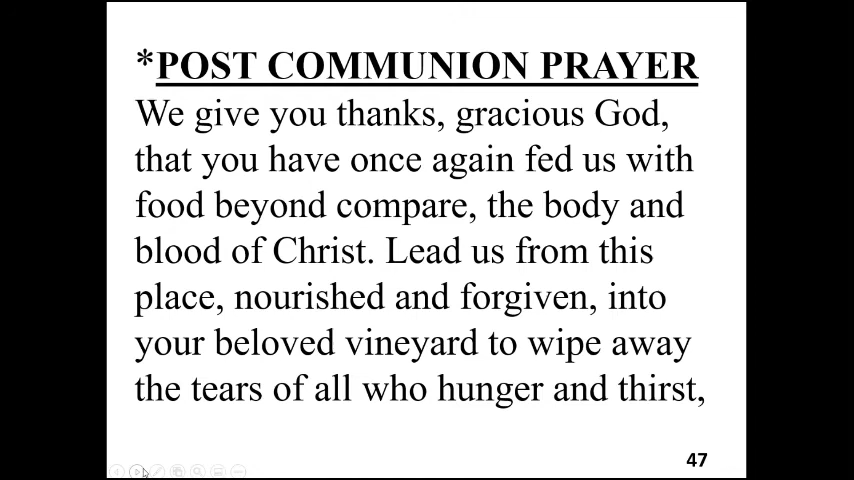 *POST COMMUNION PRAYER
We give you thanks, gracious God,
that you have once again fed us with
food beyond compare, the body and
blood of Christ. Lead us from this
place, nourished and forgiven, into
your beloved vineyard to wipe away
the tears of all who hunger and thirst,
47